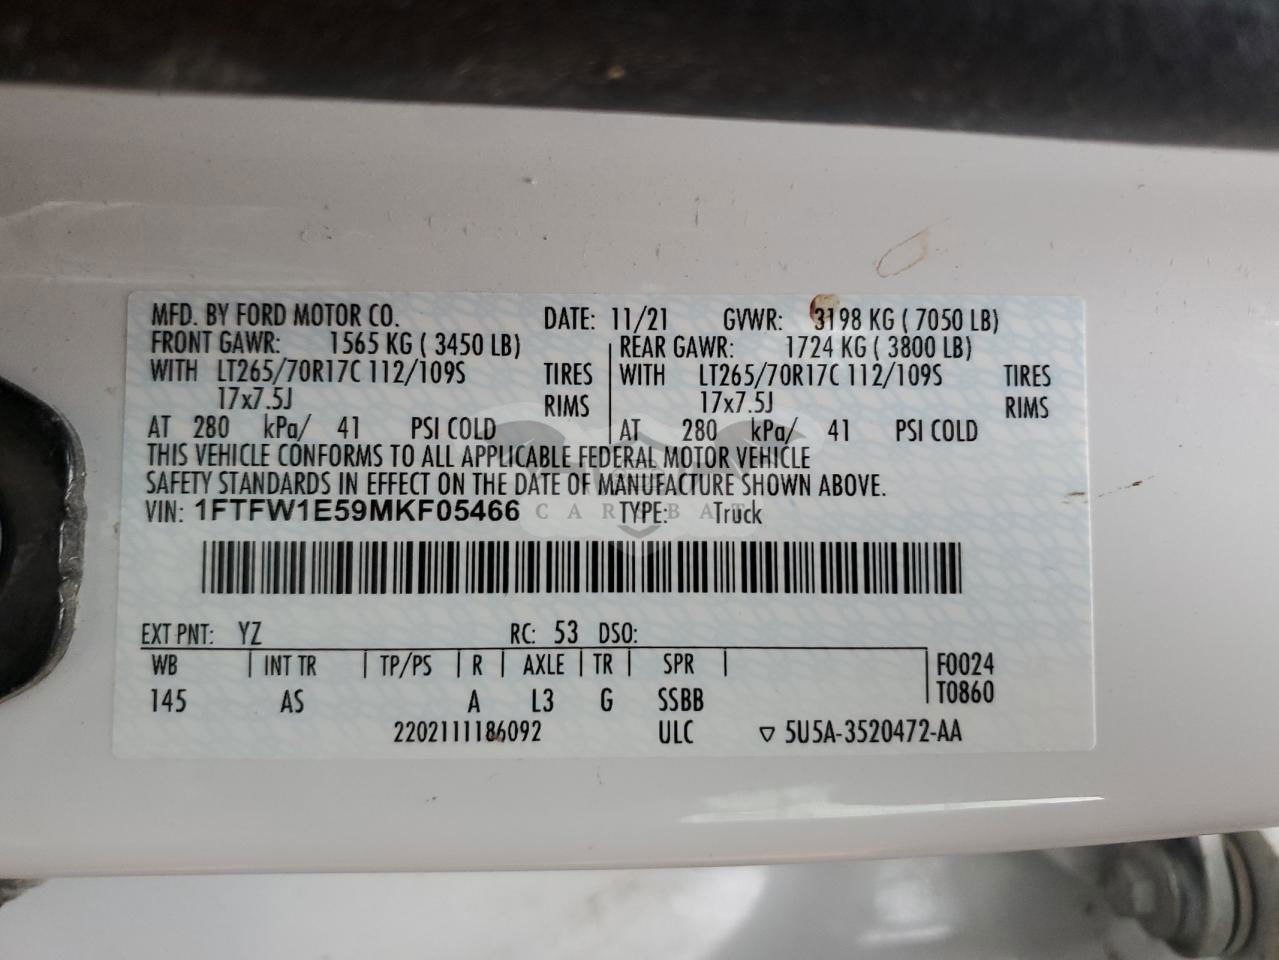 MFD. BY FORD MOTOR CO. DATE: 11/21 GVWR: 3198 KG ( 7050 LB)
FRONT GAWR: 1565 KG ( 3450 LB) REAR GAWR: 1724 KG ( 3800 LB)
WITH LT265/70R17C 112/109S TIRES WITH LT265/70R17C 112/109S TIRES
17x7.5J RIMS 17x7.5J RIMS
AT 280 kPa/ 41 PSI COLD AT 280 kPa/ 41 PSI COLD
THIS VEHICLE CONFORMS TO ALL APPLICABLE FEDERAL MOTOR VEHICLE
SAFETY STANDARDS IN EFFECT ON THE DATE OF MANUFACTURE SHOWN ABOVE.
VIN: 1FTFW1E59MKF05466 TYPE: Truck
EXT PNT: YZ RC: 53 DSO:
WB INT TR TP/PS R AXLE TR SPR F0024
145 AS A L3 G SSBB T0860
2202111186092 ULC ▽ 5U5A-3520472-AA